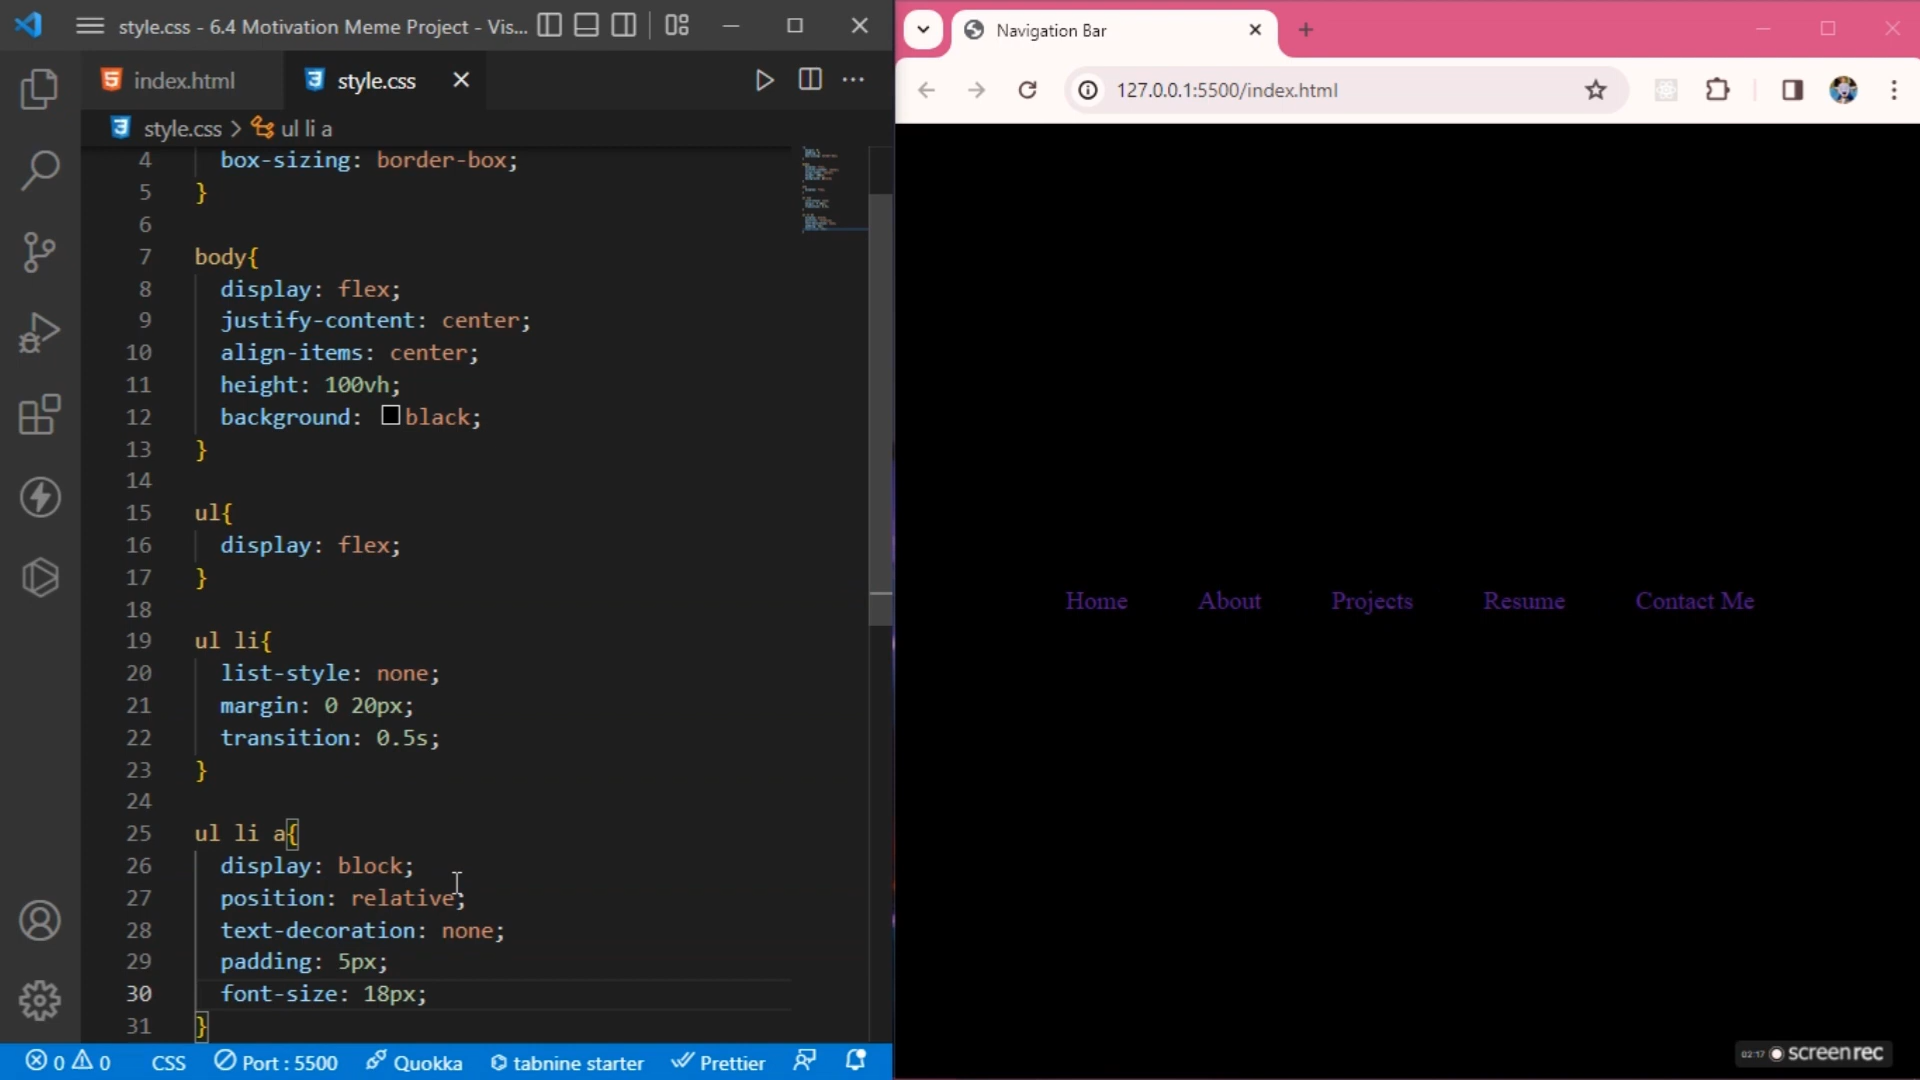 style.css - 6.4 Motivation Meme Project - Vis...
index.html
style.css
style.css > ul li a
4 box-sizing: border-box;
5 }
6
7 body{
8 display: flex;
9 justify-content: center;
10 align-items: center;
11 height: 100vh;
12 background: black;
13 }
14
15 ul{
16 display: flex;
17 }
18
19 ul li{
20 list-style: none;
21 margin: 0 20px;
22 transition: 0.5s;
23 }
24
25 ul li a{
26 display: block;
27 position: relative;
28 text-decoration: none;
29 padding: 5px;
30 font-size: 18px;
31 }
0 0 CSS Port : 5500 Quokka tabnine starter Prettier
Navigation Bar
127.0.0.1:5500/index.html
Home About Projects Resume Contact Me
02:17 screenrec